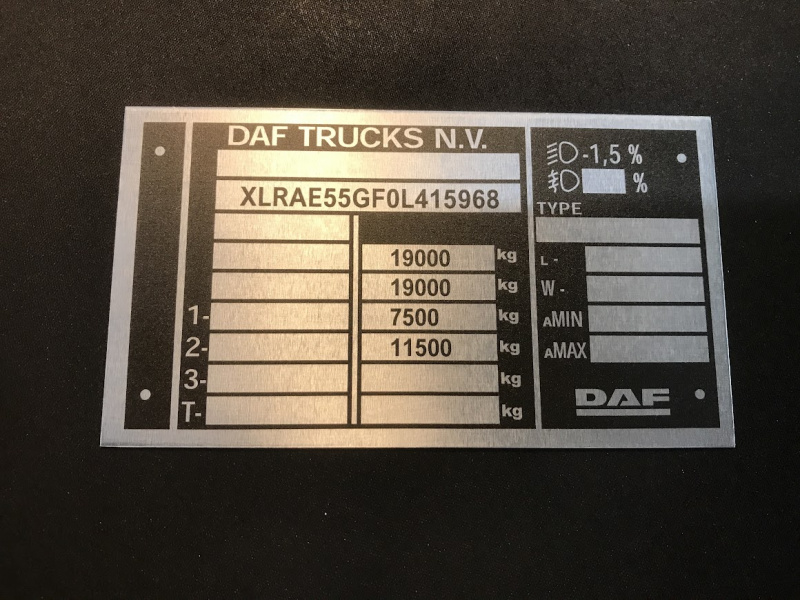 DAF TRUCKS N.V.
XLRAE55GF0L415968
19000 kg
19000 kg
1- 7500 kg
2- 11500 kg
3- kg
T- kg
-1,5 %
%
TYPE
L -
W -
AMIN
AMAX
DAF